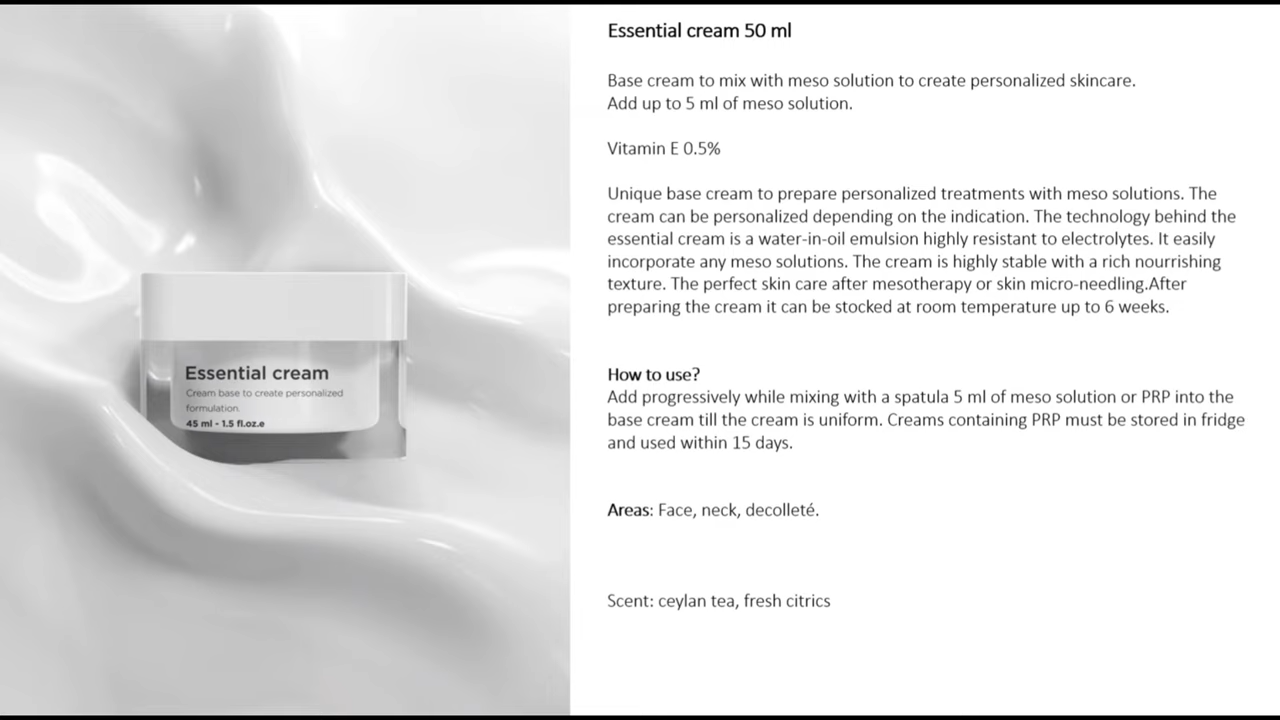 Essential cream 50 ml
Base cream to mix with meso solution to create personalized skincare.
Add up to 5 ml of meso solution.
Vitamin E 0.5%
Unique base cream to prepare personalized treatments with meso solutions. The
cream can be personalized depending on the indication. The technology behind the
essential cream is a water-in-oil emulsion highly resistant to electrolytes. It easily
incorporate any meso solutions. The cream is highly stable with a rich nourrishing
texture. The perfect skin care after mesotherapy or skin micro-needling.After
preparing the cream it can be stocked at room temperature up to 6 weeks.
How to use?
Add progressively while mixing with a spatula 5 ml of meso solution or PRP into the
base cream till the cream is uniform. Creams containing PRP must be stored in fridge
and used within 15 days.
Areas: Face, neck, decolleté.
Scent: ceylan tea, fresh citrics
Essential cream
Cream base to create personalized
formulation.
45 ml - 1.5 fl.oz.e